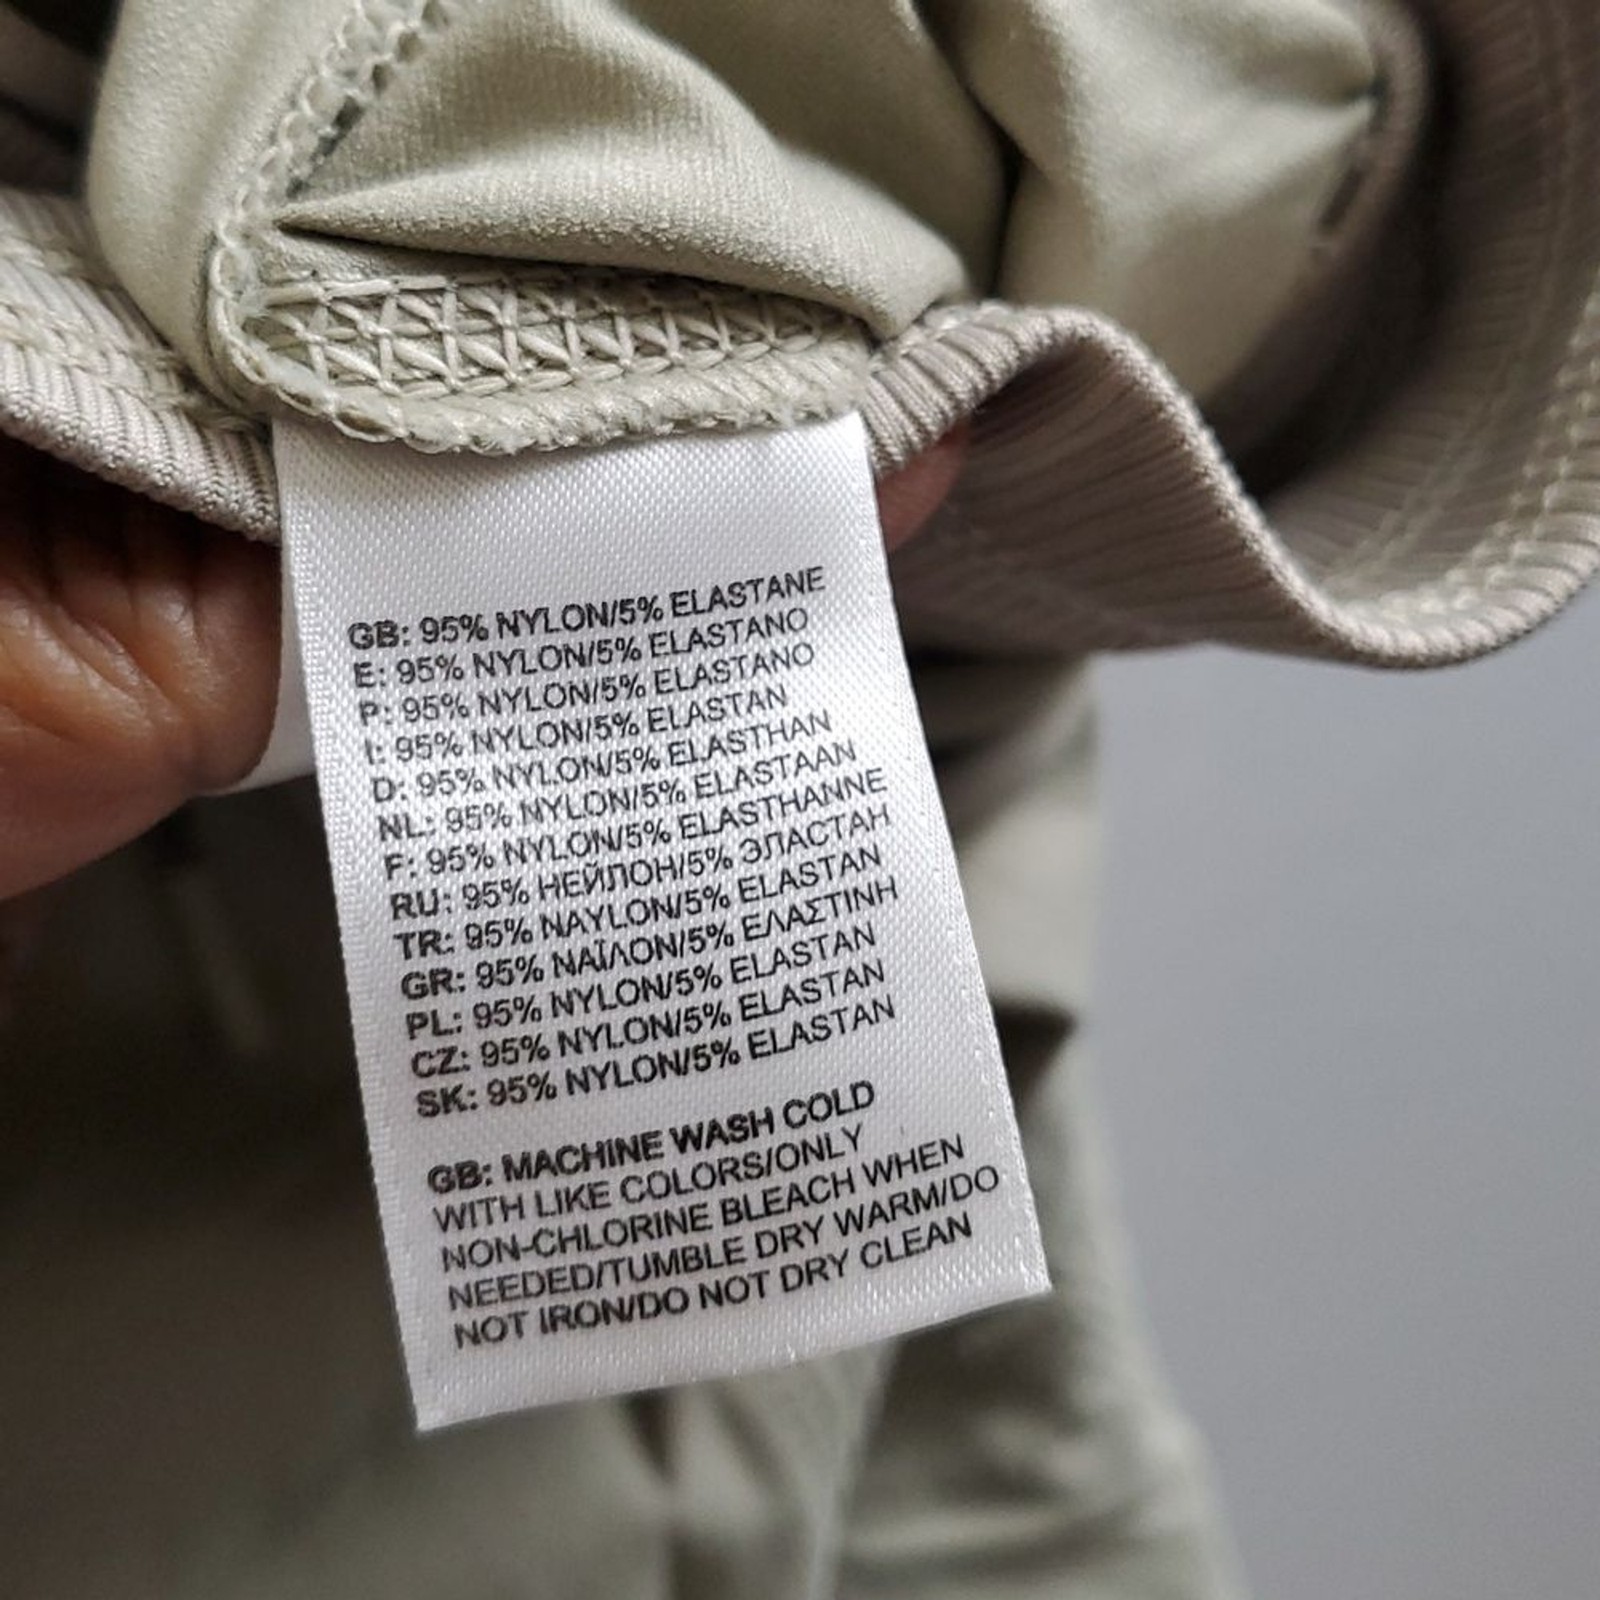 GB: 95% NYLON/5% ELASTANE
E: 95% NYLON/5% ELASTANO
P: 95% NYLON/5% ELASTANO
I: 95% NYLON/5% ELASTAN
D: 95% NYLON/5% ELASTHAN
NL: 95% NYLON/5% ELASTAAN
F: 95% NYLON/5% ELASTHANNE
RU: 95% НЕЙЛОН/5% ЭЛАСТАН
TR: 95% NAYLON/5% ELASTAN
GR: 95% ΝΑΪΛΟΝ/5% ΕΛΑΣΤΙΝΗ
PL: 95% NYLON/5% ELASTAN
CZ: 95% NYLON/5% ELASTAN
SK: 95% NYLON/5% ELASTAN
GB: MACHINE WASH COLD
WITH LIKE COLORS/ONLY
NON-CHLORINE BLEACH WHEN
NEEDED/TUMBLE DRY WARM/DO
NOT IRON/DO NOT DRY CLEAN